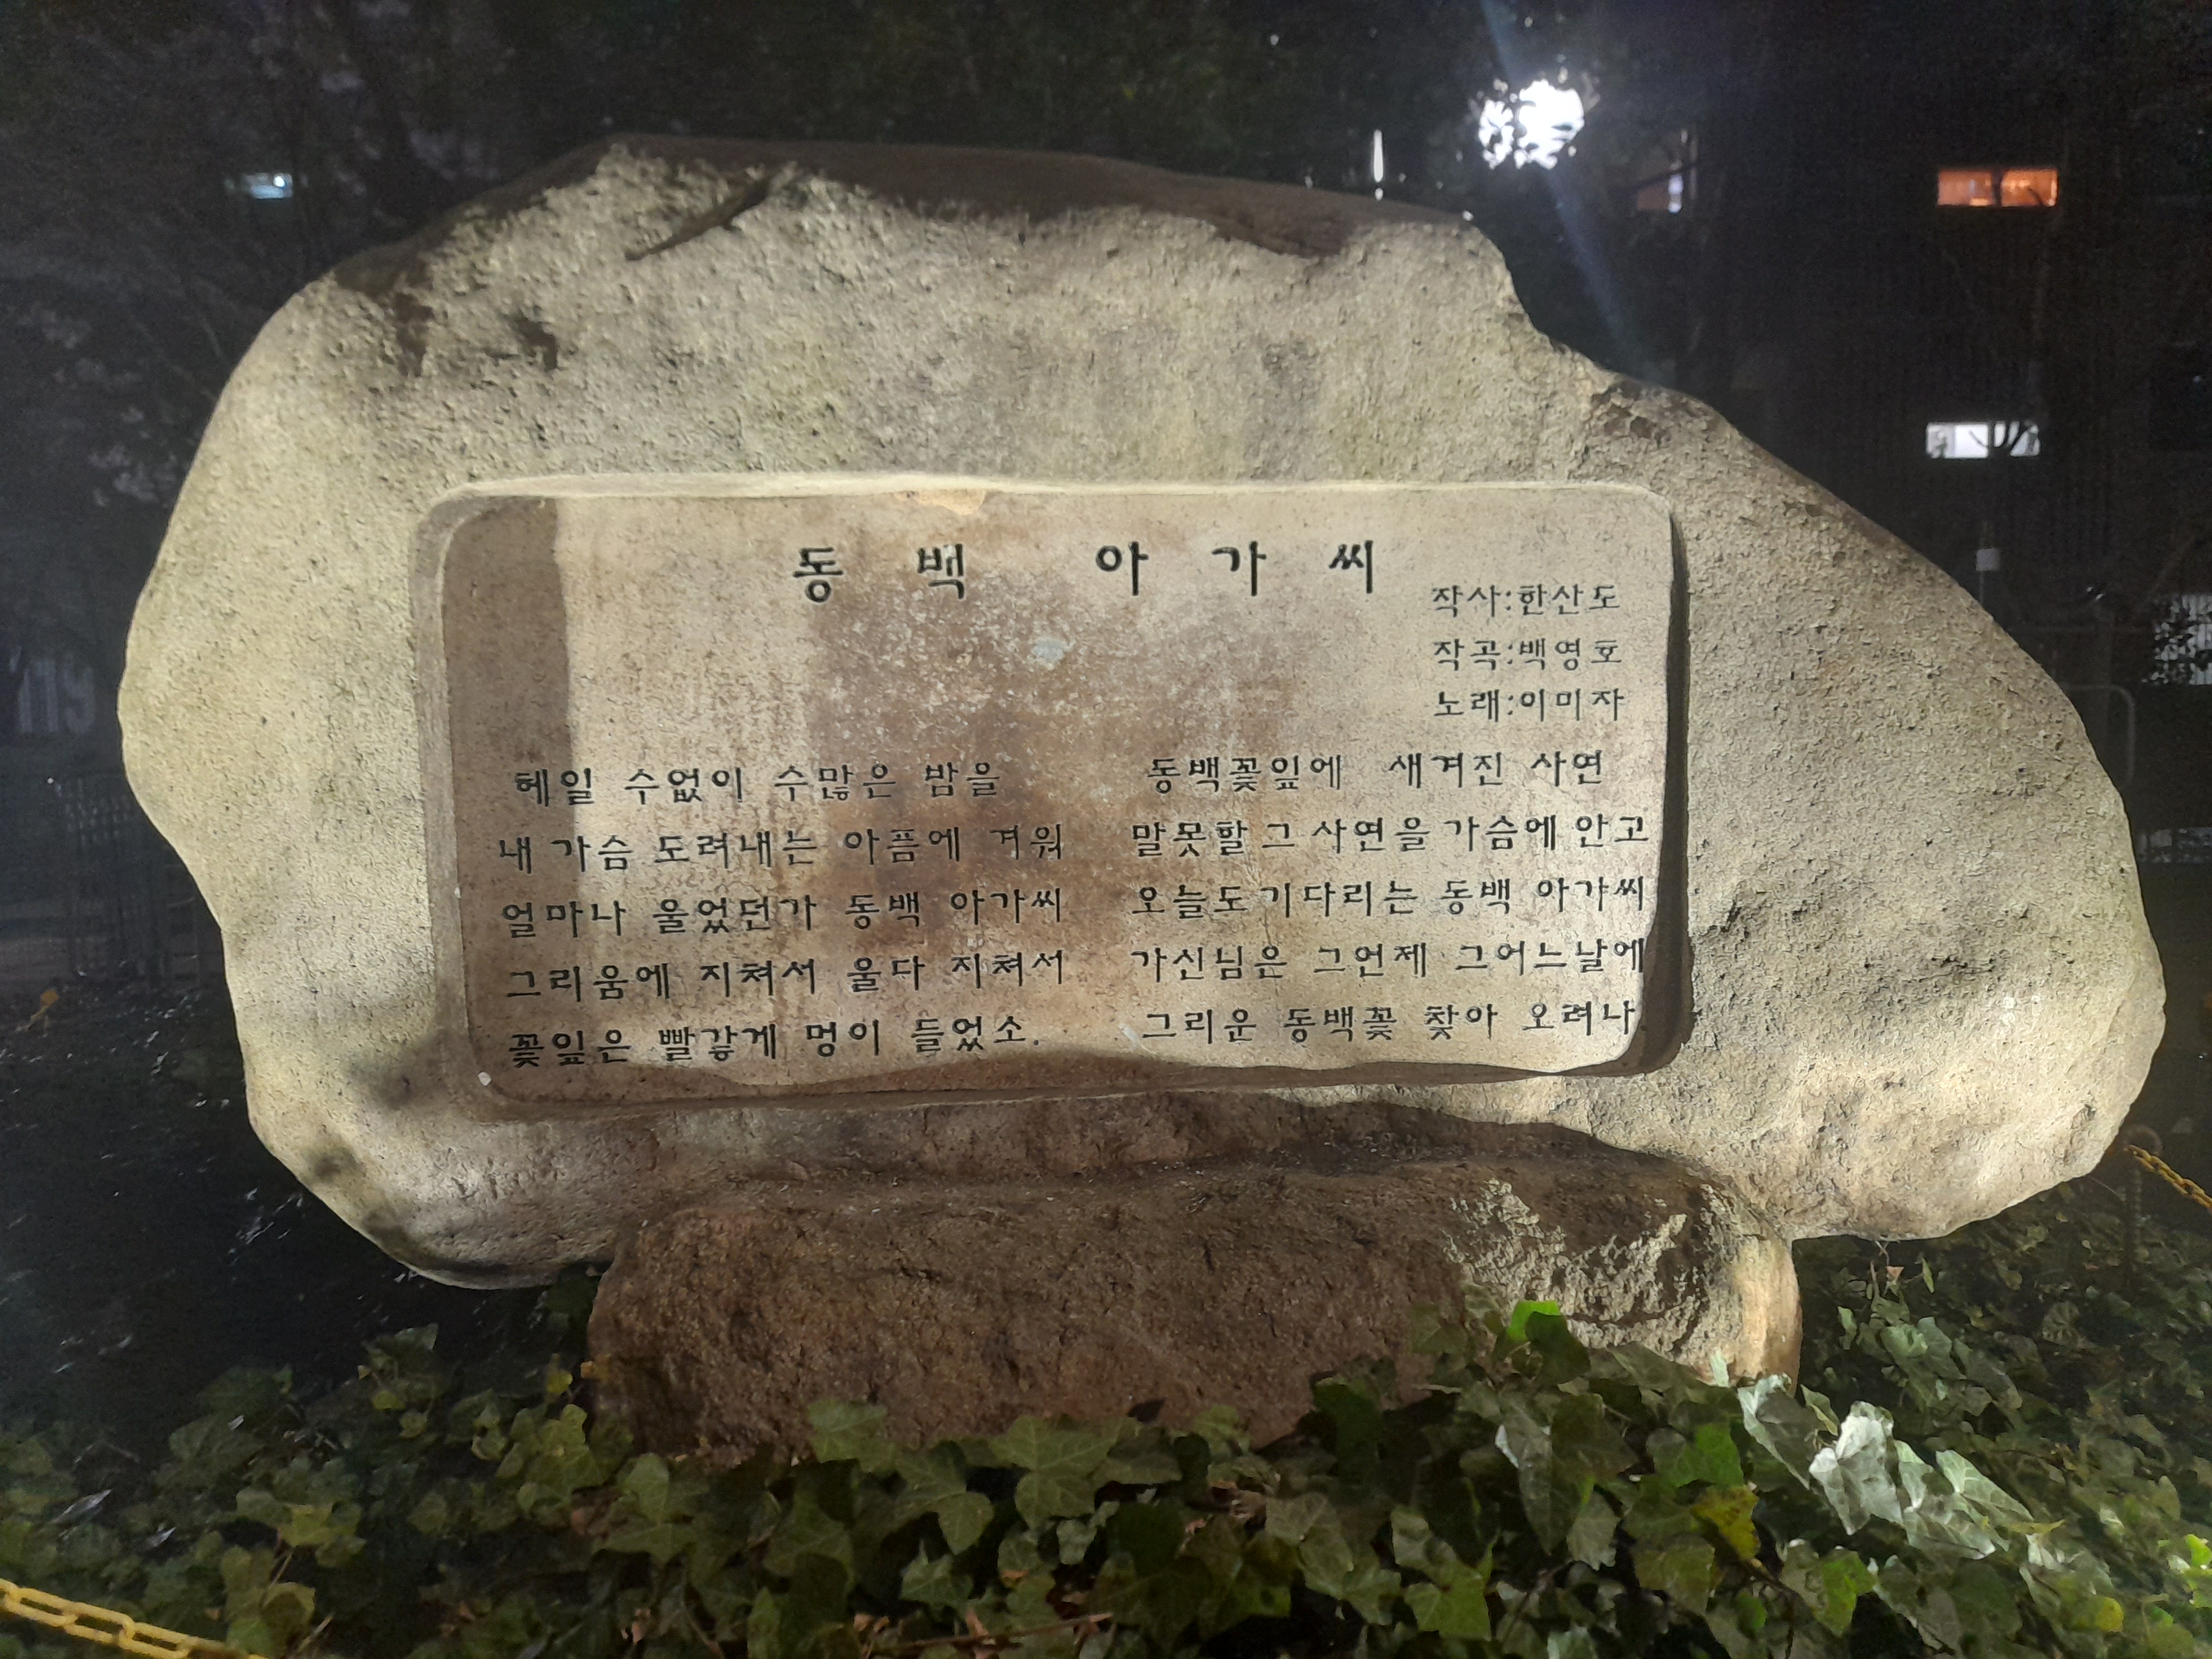 동백 아가씨
작사:한산도
작곡:백영호
노래:이미자
헤일 수없이 수많은 밤을
내 가슴 도려내는 아픔에 겨워
얼마나 울었던가 동백 아가씨
그리움에 지쳐서 울다 지쳐서
꽃잎은 빨갛게 멍이 들었소.
동백꽃잎에 새겨진 사연
말못할 그 사연을 가슴에 안고
오늘도 기다리는 동백 아가씨
가신님은 그언제 그어느날에
그리운 동백꽃 찾아 오려나
119